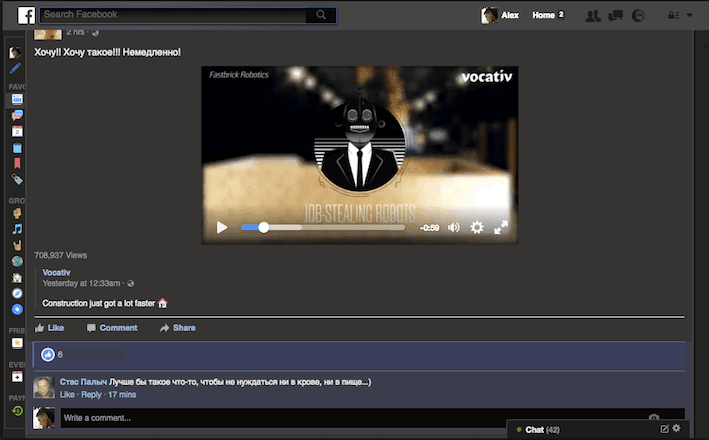 Search Facebook
Alex
Home 2
2 hrs ·
Хочу!! Хочу такое!!! Немедленно!
Fastbrick Robotics
vocativ
JOB-STEALING ROBOTS
-0:59
708,937 Views
Vocativ
Yesterday at 12:33am ·
Construction just got a lot faster
Like
Comment
Share
6
Стас Палыч Лучше бы такое что-то, чтобы не нуждаться ни в крове, ни в пище...)
Like · Reply · 17 mins
Write a comment...
Chat (42)
FAVO
GRO
FRIE
EVE
PAY